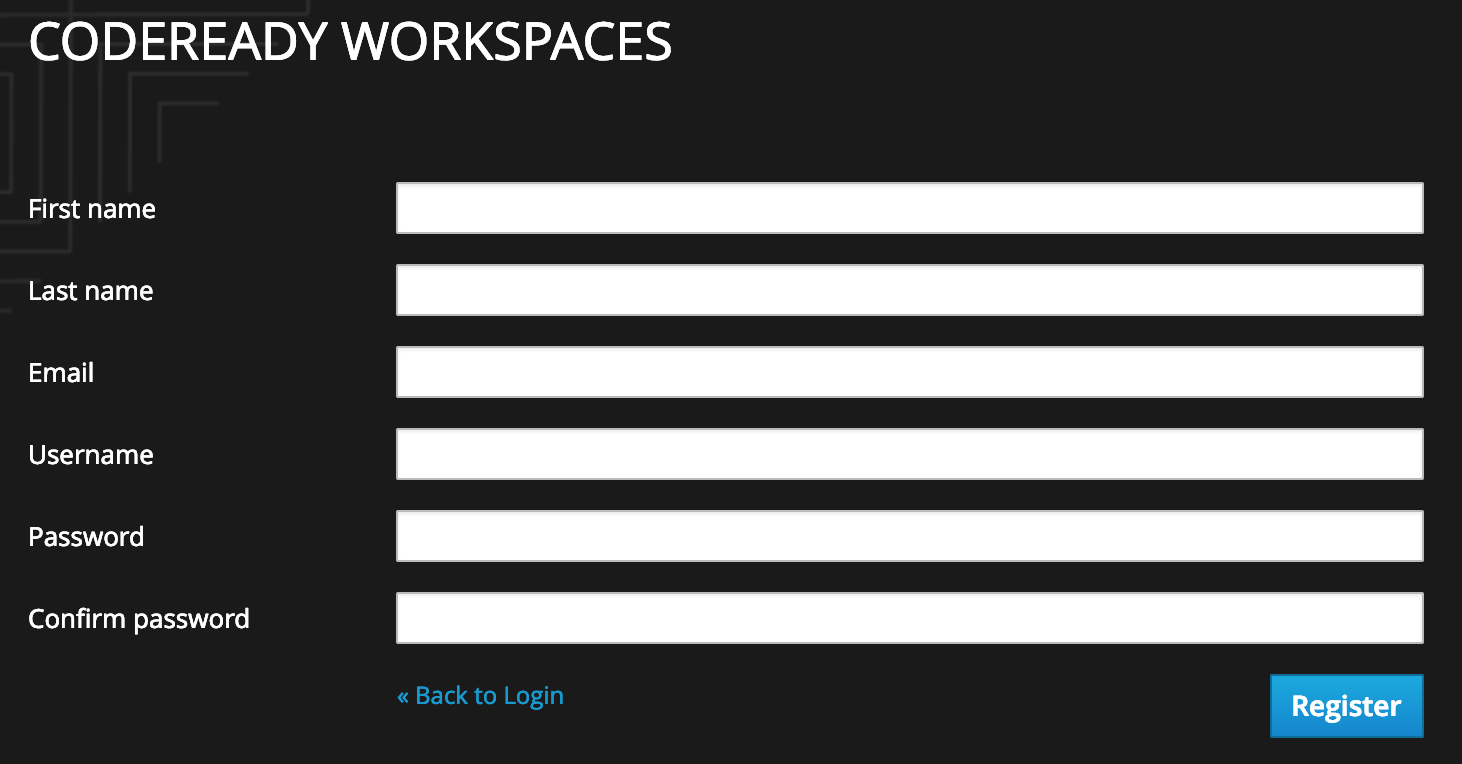 CODEREADY WORKSPACES
First name
Last name
Email
Username
Password
Confirm password
« Back to Login
Register